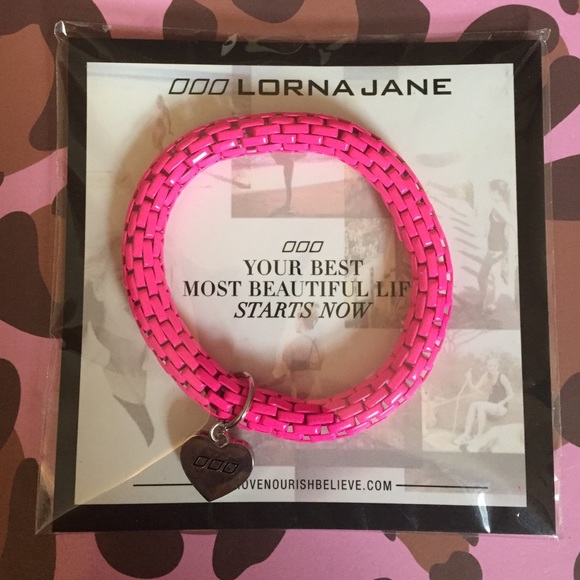 LORNA JANE
YOUR BEST
MOST BEAUTIFUL LIF
STARTS NOW
OVENOURISHBELIEVE.COM